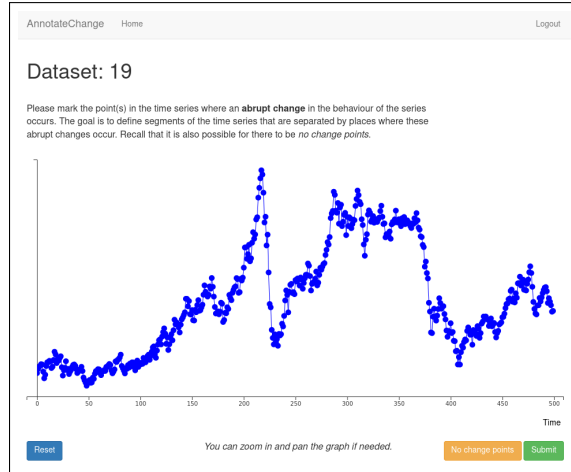 AnnotateChange Home Logout
Dataset: 19
Please mark the point(s) in the time series where an abrupt change in the behaviour of the series
occurs. The goal is to define segments of the time series that are separated by places where these
abrupt changes occur. Recall that it is also possible for there to be no change points.
0 50 100 150 200 250 300 350 400 450 500
Time
Reset You can zoom in and pan the graph if needed. No change points Submit